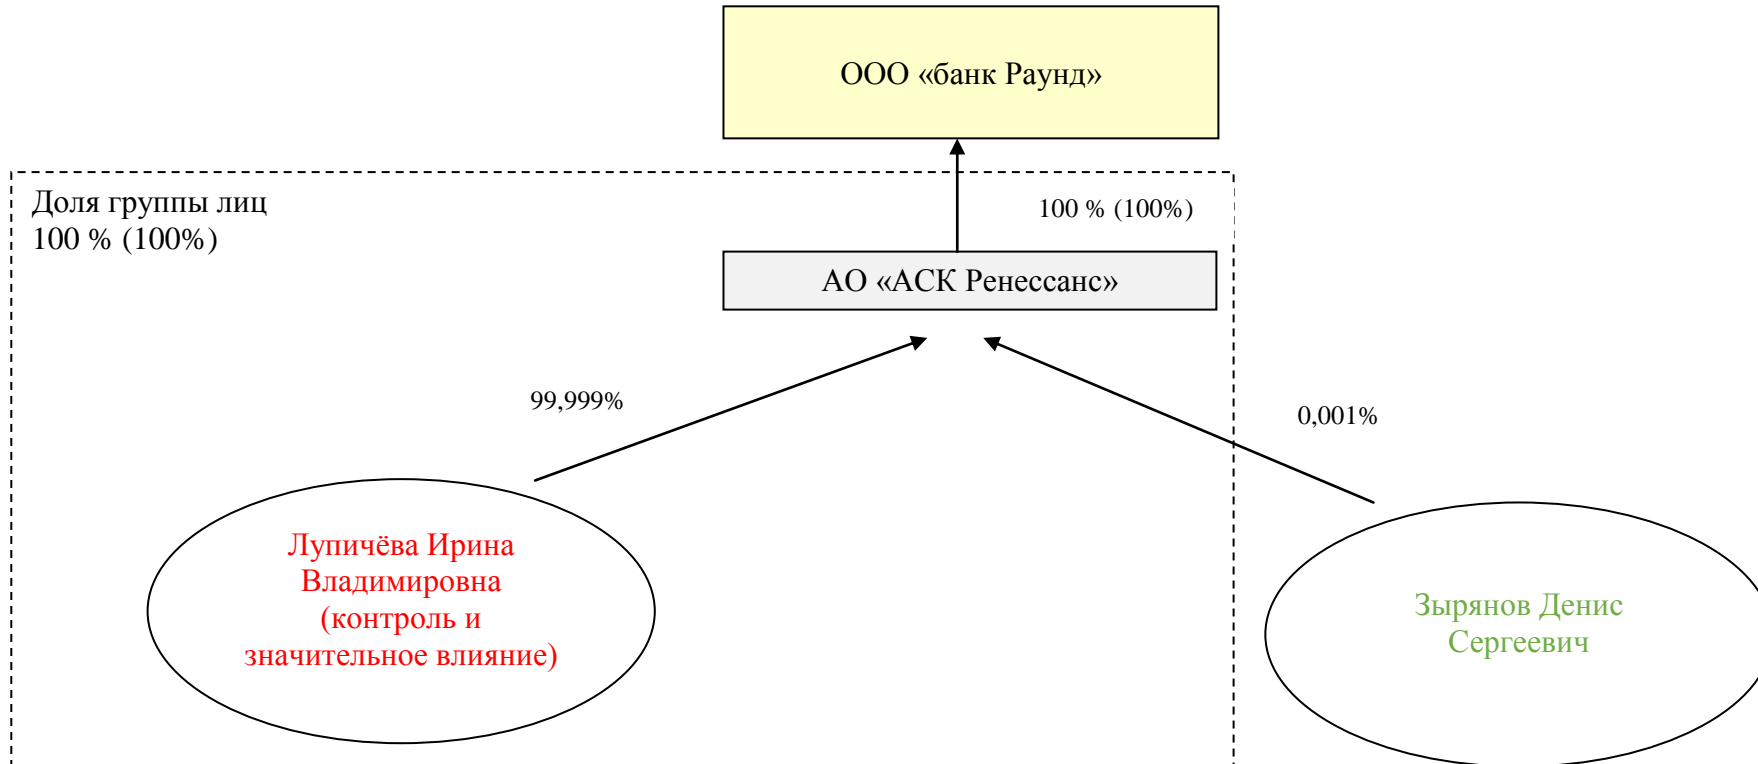 ООО «банк Раунд»
Доля группы лиц
100 % (100%)
100 % (100%)
АО «АСК Ренессанс»
99,999%
0,001%
Лупичёва Ирина
Владимировна
(контроль и
значительное влияние)
Зырянов Денис
Сергеевич